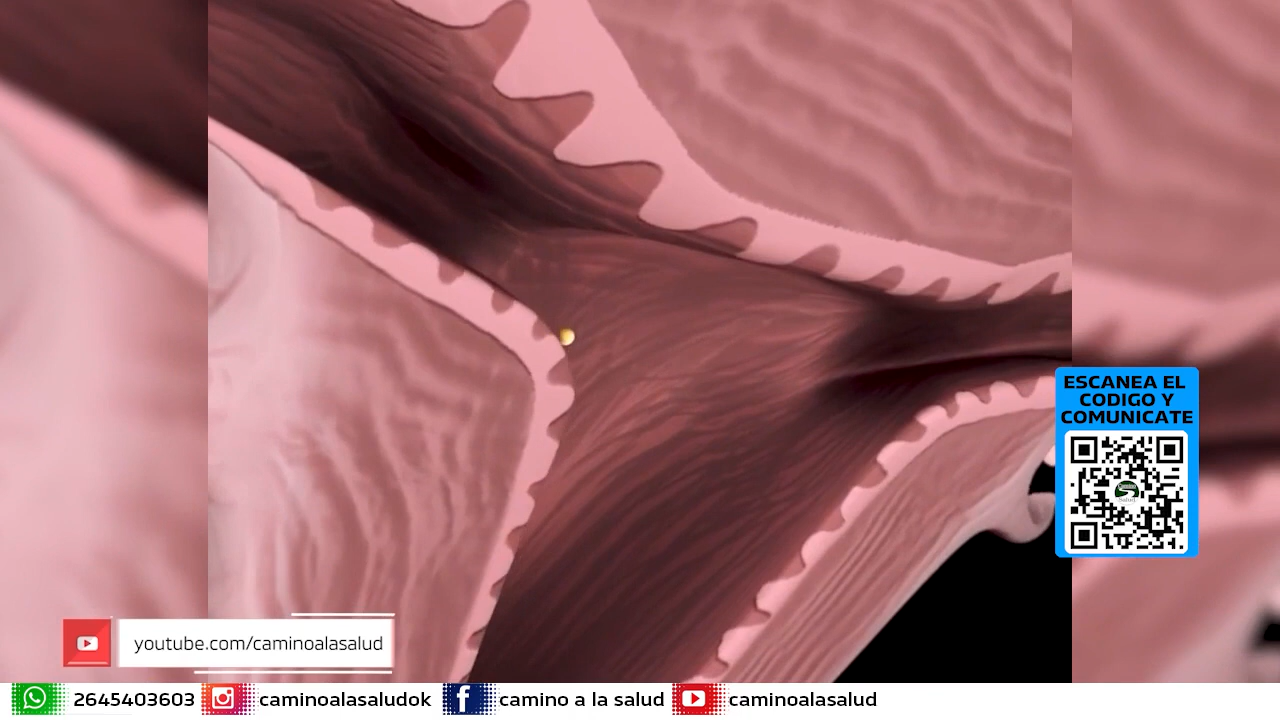 ESCANEA EL
CODIGO Y
COMUNICATE
youtube.com/caminoalasalud
2645403603 caminoalasaludok camino a la salud caminoalasalud